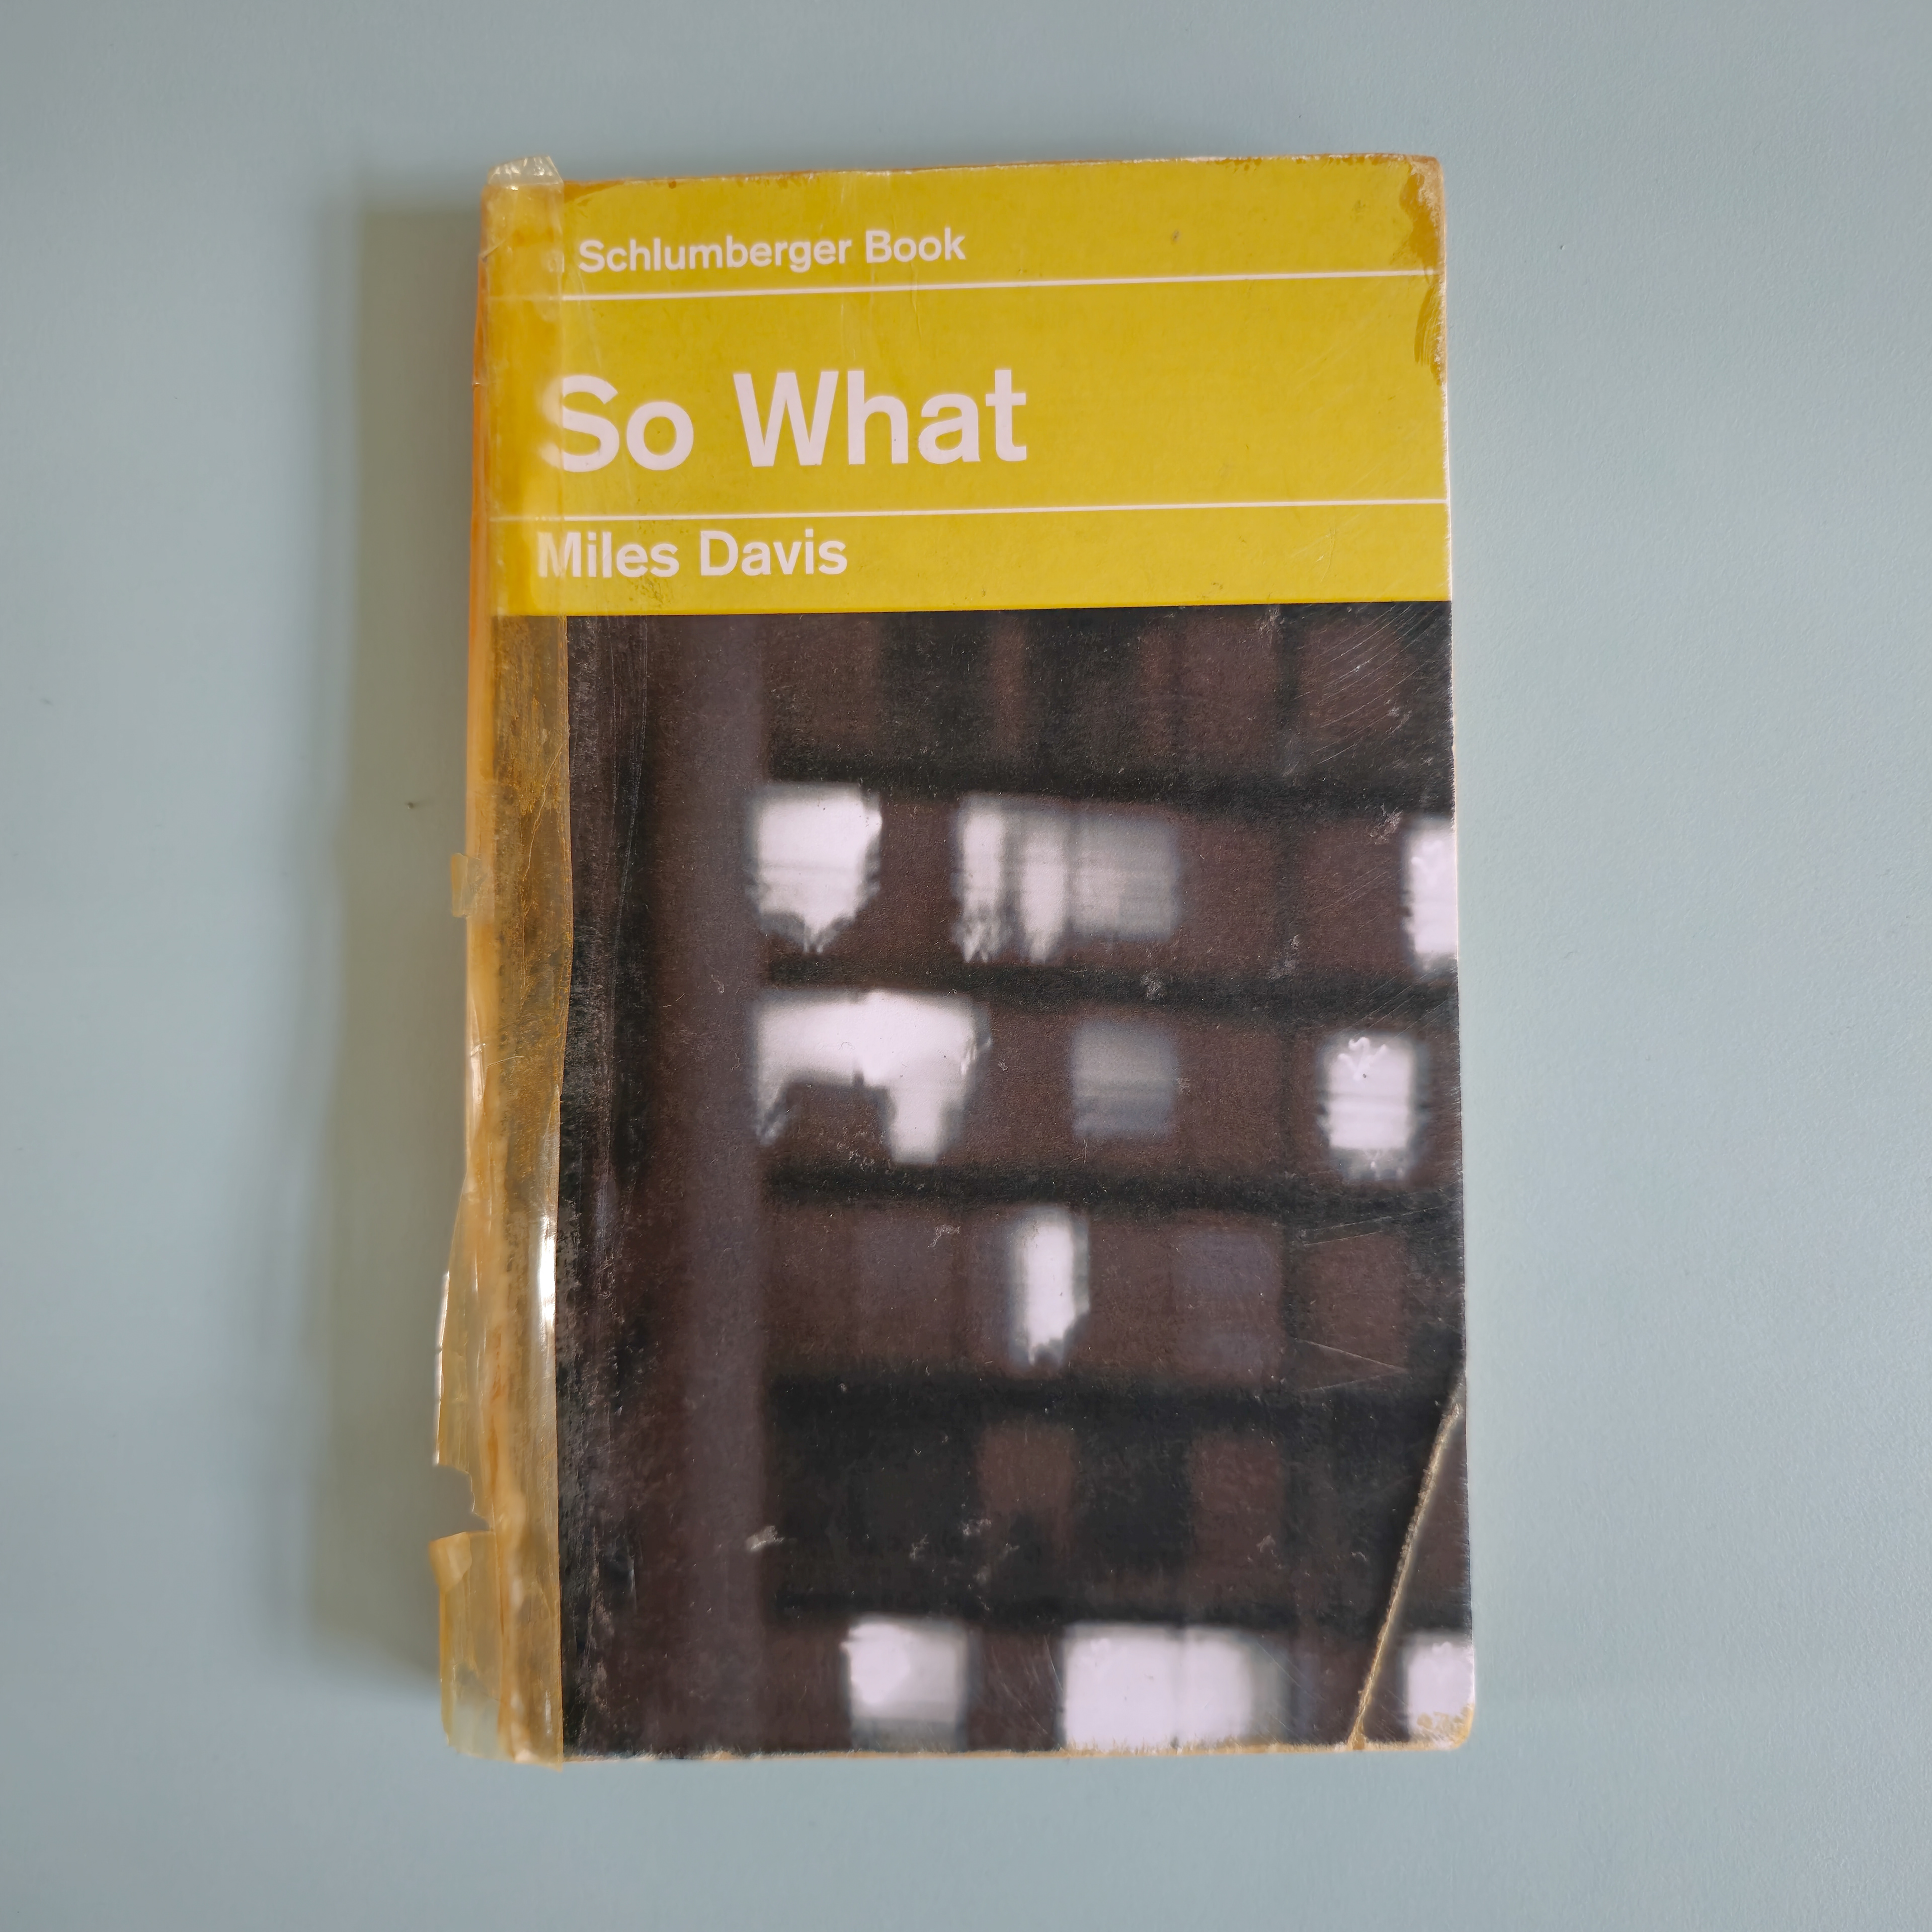 Schlumberger Book
So What
Miles Davis